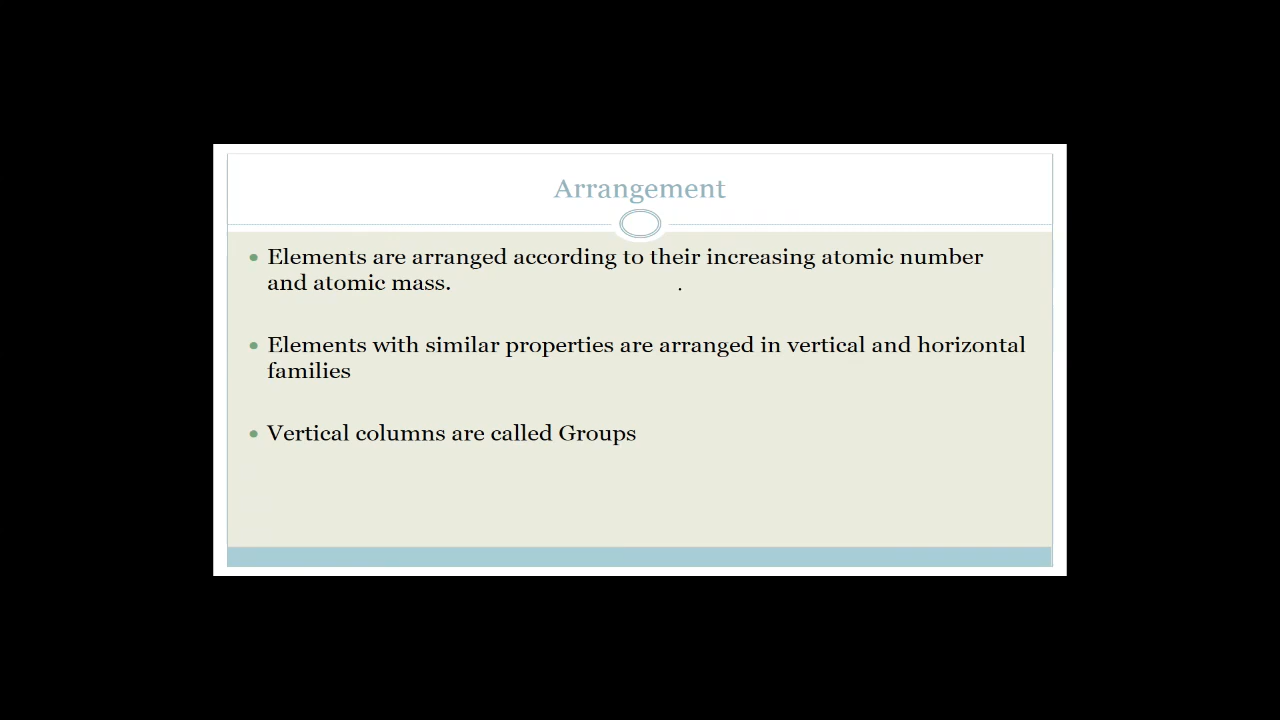 Arrangement
• Elements are arranged according to their increasing atomic number
and atomic mass.
• Elements with similar properties are arranged in vertical and horizontal
families
• Vertical columns are called Groups